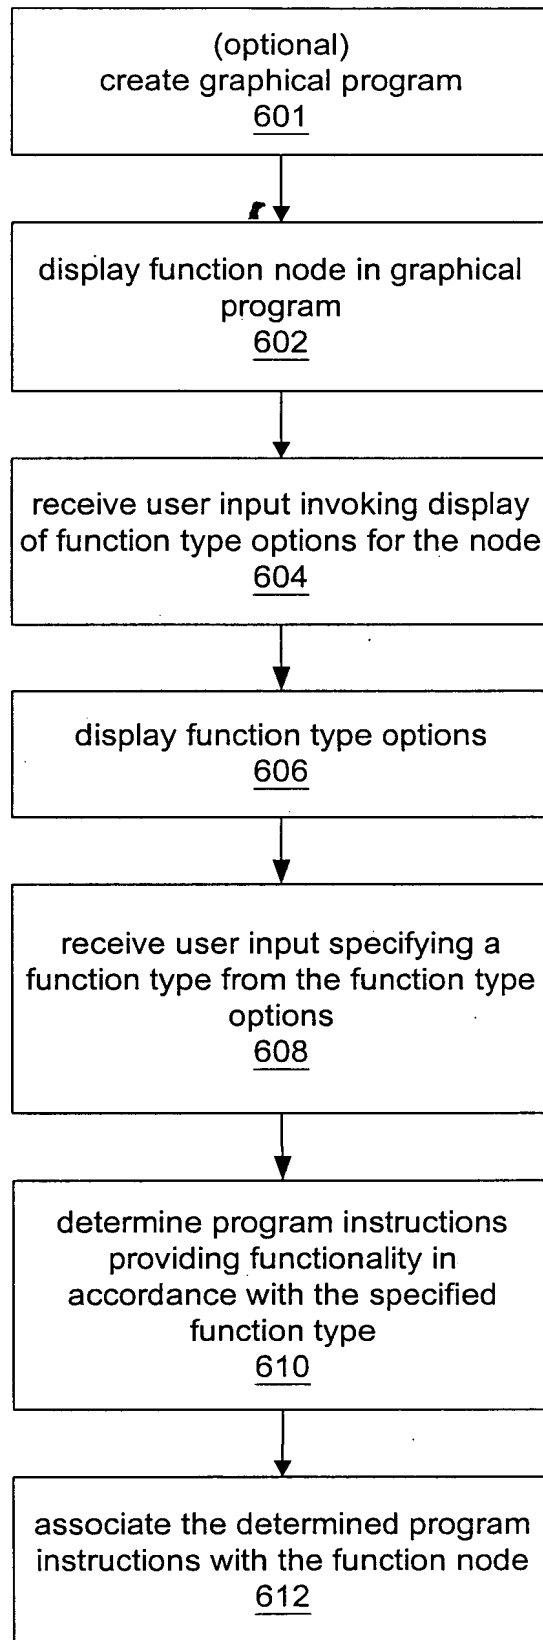 (optional)
create graphical program
601
display function node in graphical
program
602
receive user input invoking display
of function type options for the node
604
display function type options
606
receive user input specifying a
function type from the function type
options
608
determine program instructions
providing functionality in
accordance with the specified
function type
610
associate the determined program
instructions with the function node
612